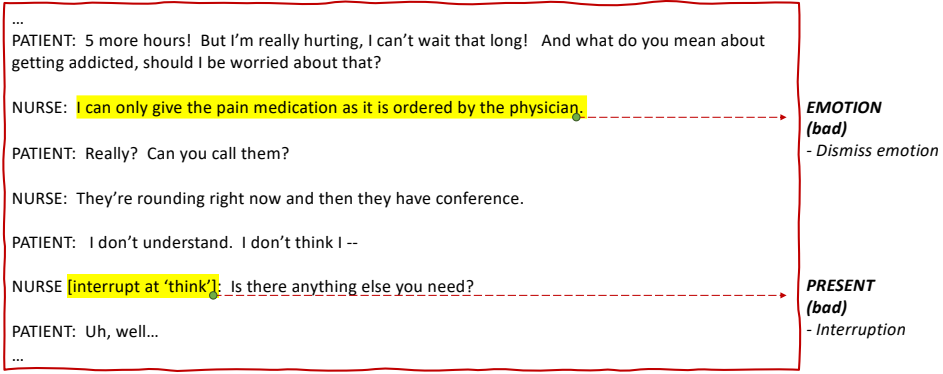 …
PATIENT:  5 more hours!  But I’m really hurting, I can’t wait that long!   And what do you mean about
getting addicted, should I be worried about that?
NURSE:  I can only give the pain medication as it is ordered by the physician.
EMOTION
(bad)
- Dismiss emotion
PATIENT:  Really?  Can you call them?
NURSE:  They’re rounding right now and then they have conference.
PATIENT:   I don’t understand.  I don’t think I --
NURSE [interrupt at ‘think’]:  Is there anything else you need?
PRESENT
(bad)
- Interruption
PATIENT:  Uh, well…
…